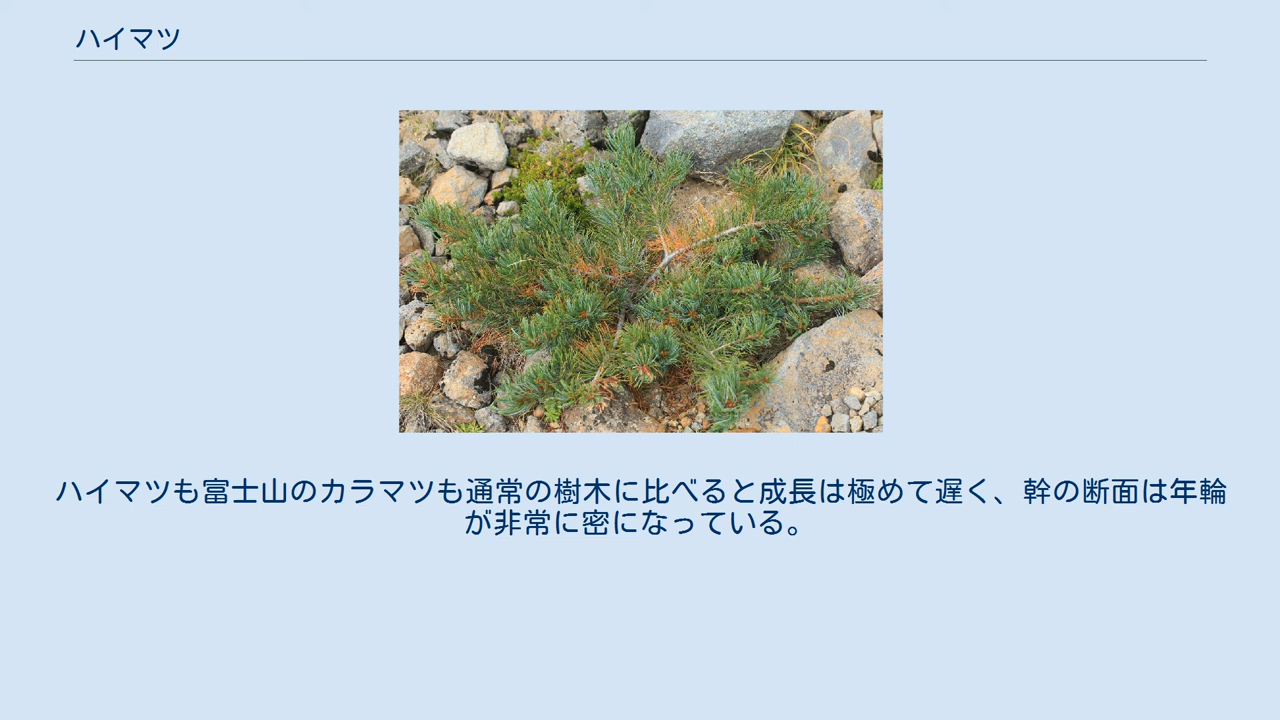 ハイマツ
ハイマツも富士山のカラマツも通常の樹木に比べると成長は極めて遅く、幹の断面は年輪
が非常に密になっている。